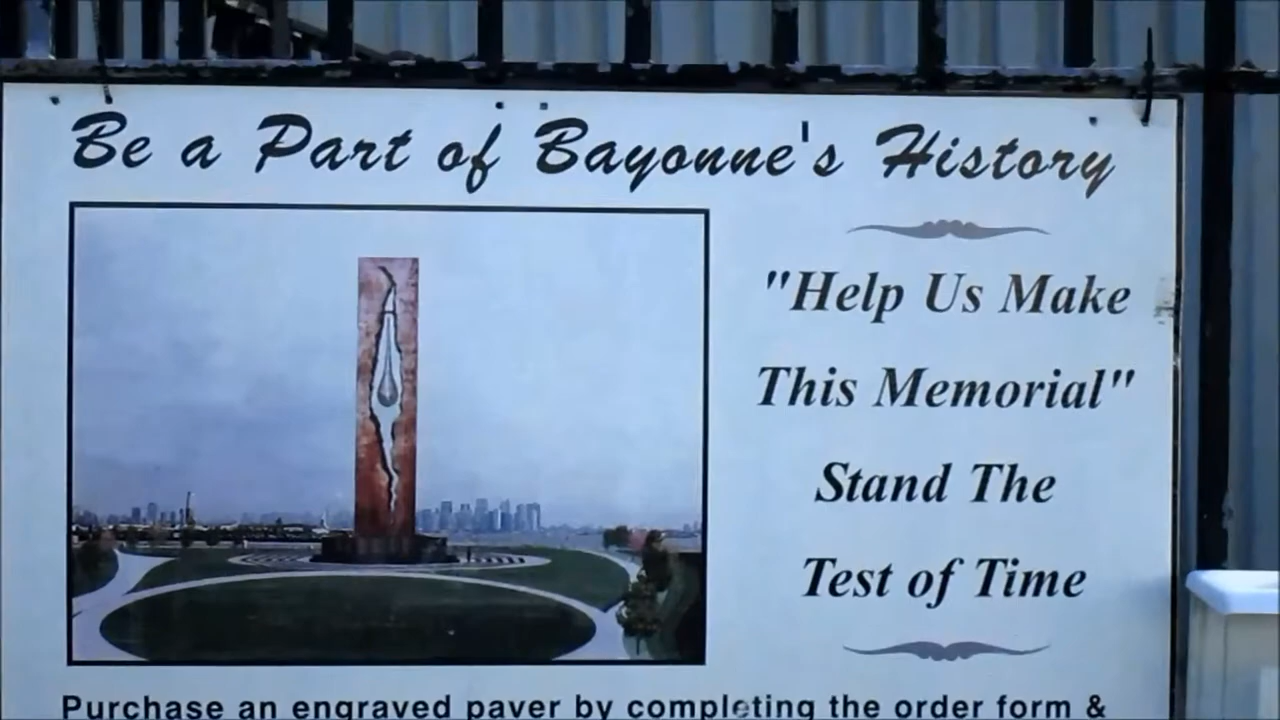 Be a Part of Bayonne's History
"Help Us Make
This Memorial"
Stand The
Test of Time
Purchase an engraved paver by completing the order form &